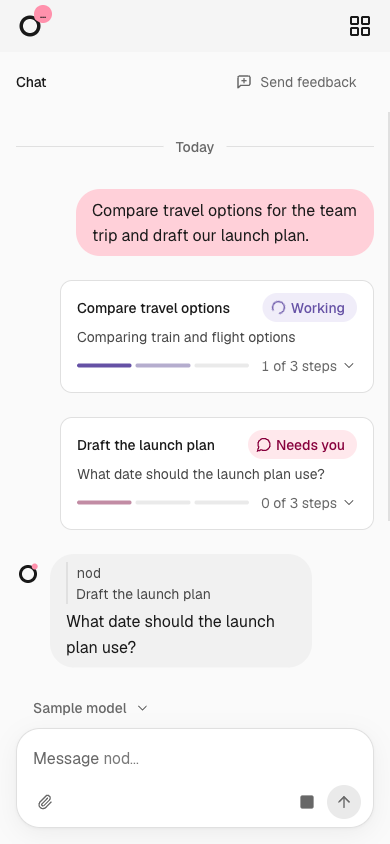 Chat
Send feedback
Today
Compare travel options for the team
trip and draft our launch plan.
Compare travel options
Working
Comparing train and flight options
1 of 3 steps
Draft the launch plan
Needs you
What date should the launch plan use?
0 of 3 steps
nod
Draft the launch plan
What date should the launch
plan use?
Sample model
Message nod...